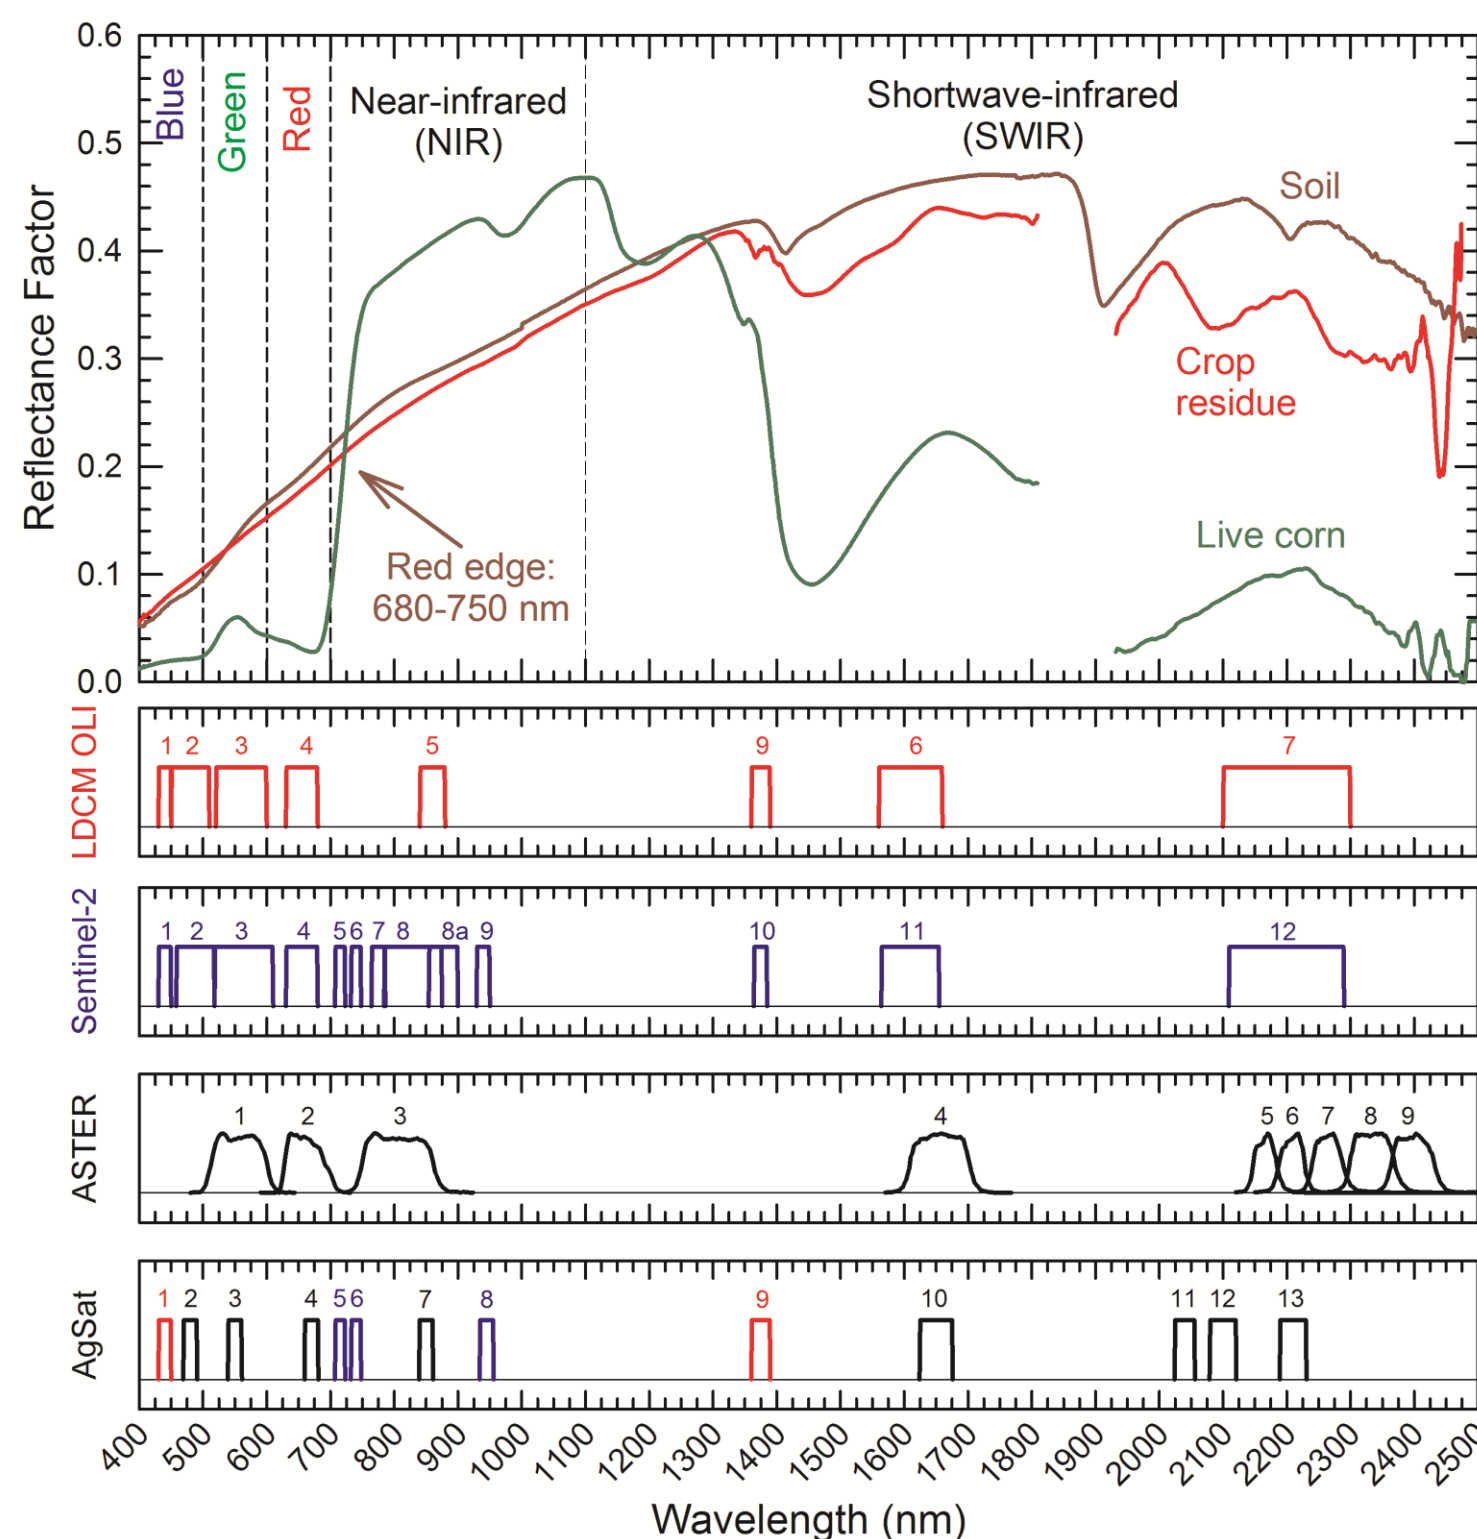 0.6
0.5
0.4
0.3
0.2
0.1
0.0
Reflectance Factor
Blue
Green
Red
Near-infrared
(NIR)
Shortwave-infrared
(SWIR)
Soil
Crop
residue
Live corn
Red edge:
680-750 nm
LDCM OLI
1 2 3 4 5 9 6 7
Sentinel-2
1 2 3 4 5 6 7 8 8a 9 10 11 12
ASTER
1 2 3 4 5 6 7 8 9
AgSat
1 2 3 4 5 6 7 8 9 10 11 12 13
400 500 600 700 800 900 1000 1100 1200 1300 1400 1500 1600 1700 1800 1900 2000 2100 2200 2300 2400 2500
Wavelength (nm)